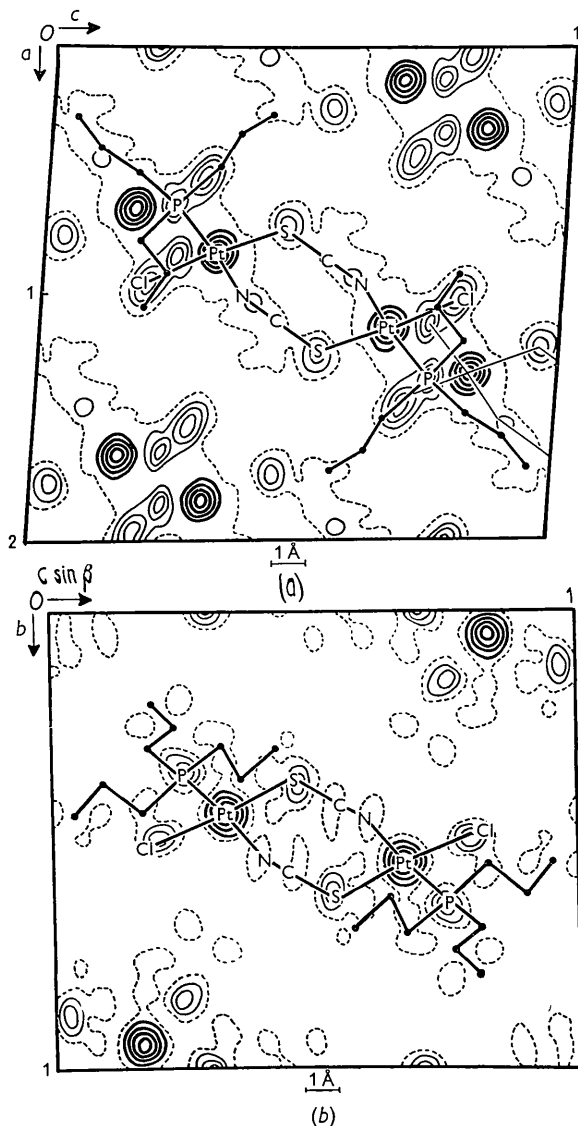 O c 1
a
P
S
Pt
Cl C
N N Cl
1
C Pt
S
P
2
1 Å
(a)
c sin β
O 1
b
P S
Pt C N
Cl Cl
N C Pt
S P
1
1 Å
(b)